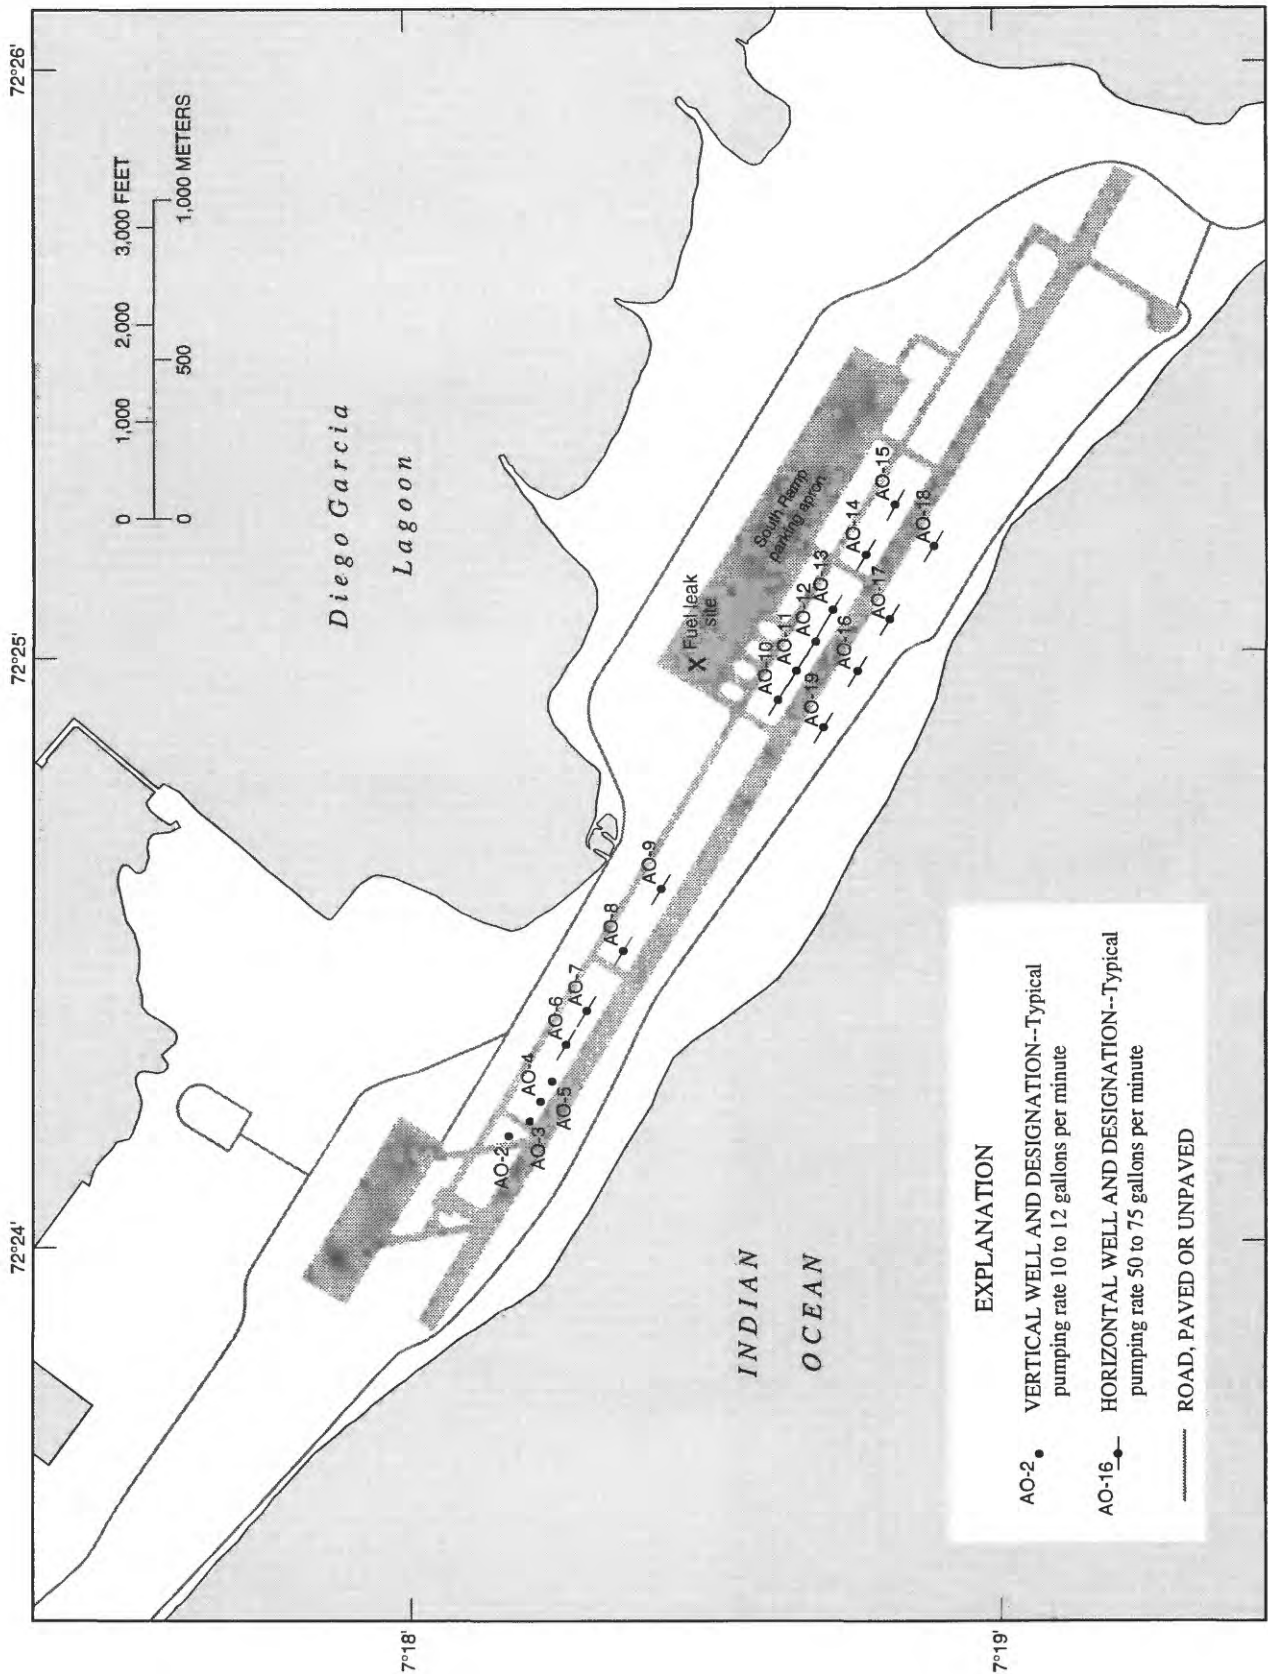 72°24'
72°25'
72°26'
7°18'
7°19'
0 1,000 2,000 3,000 FEET
0 500 1,000 METERS
Diego Garcia
Lagoon
X Fuel leak
site
South Ramp
parking apron
AO-2
AO-3
AO-4
AO-5
AO-6
AO-7
AO-8
AO-9
AO-10
AO-11
AO-12
AO-13
AO-14
AO-15
AO-19
AO-16
AO-17
AO-18
INDIAN
OCEAN
EXPLANATION
AO-2 VERTICAL WELL AND DESIGNATION--Typical
pumping rate 10 to 12 gallons per minute
AO-16 HORIZONTAL WELL AND DESIGNATION--Typical
pumping rate 50 to 75 gallons per minute
ROAD, PAVED OR UNPAVED